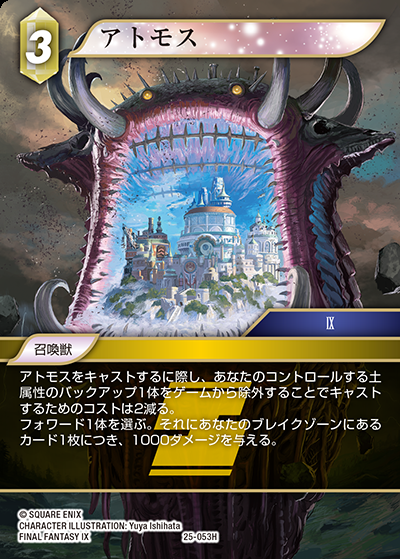 3
アトモス
IX
召喚獣
アトモスをキャストするに際し、あなたのコントロールする土
属性のバックアップ1体をゲームから除外することでキャスト
するためのコストは2減る。
フォワード1体を選ぶ。それにあなたのブレイクゾーンにある
カード1枚につき、1000ダメージを与える。
© SQUARE ENIX
CHARACTER ILLUSTRATION: Yuya Ishihata
FINAL FANTASY IX
25-053H